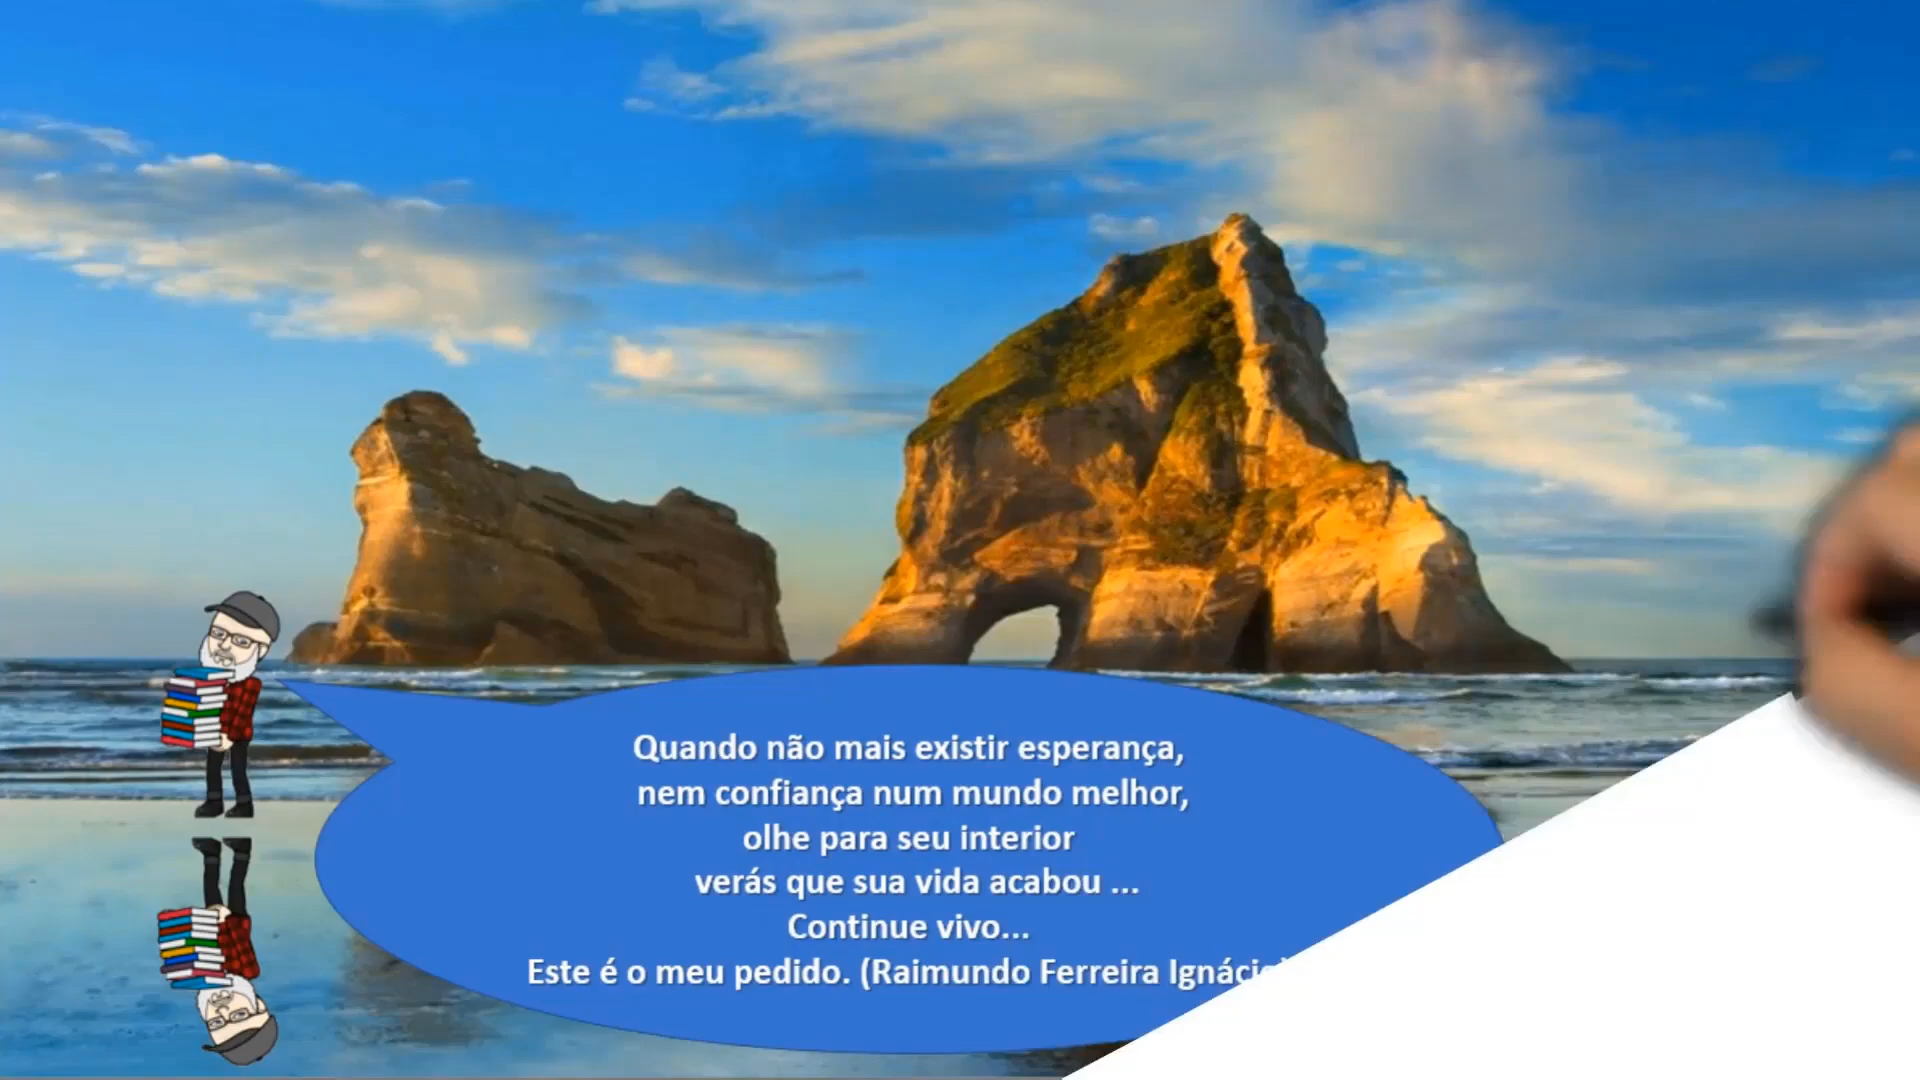 Quando não mais existir esperança,
nem confiança num mundo melhor,
olhe para seu interior
verás que sua vida acabou ...
Continue vivo...
Este é o meu pedido. (Raimundo Ferreira Ignácio)